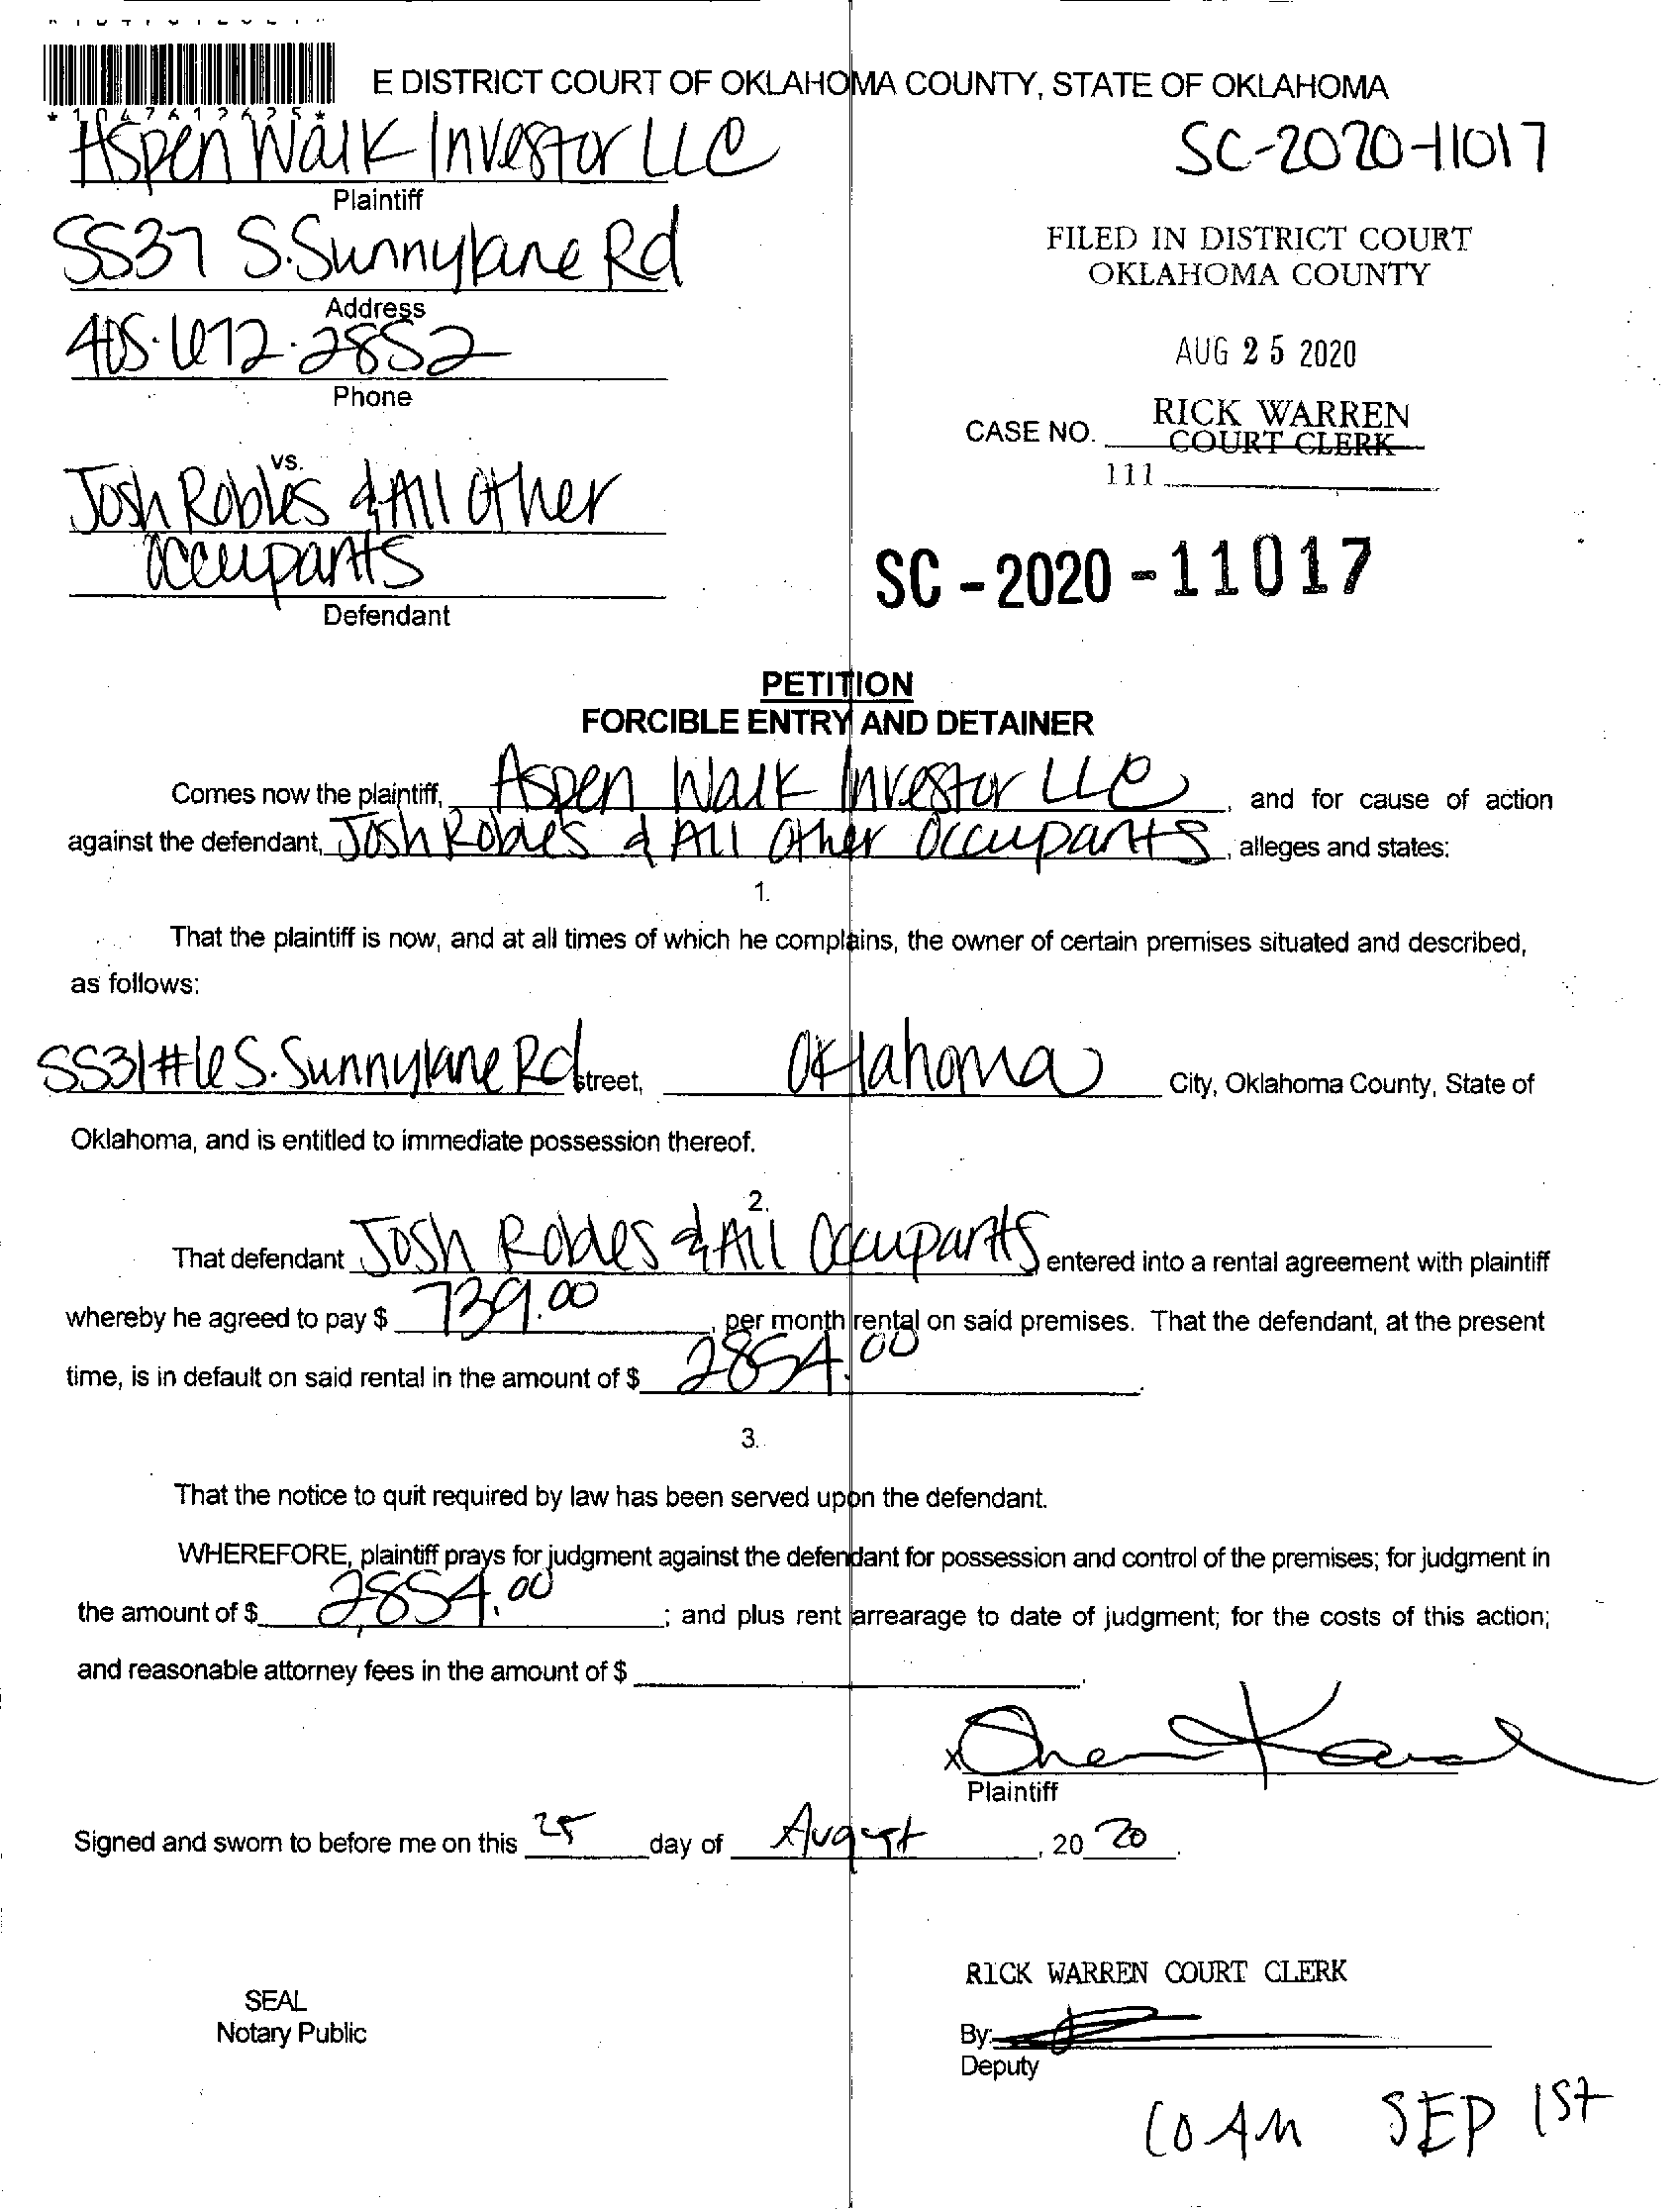 *1047612625*
E DISTRICT COURT OF OKLAHOMA COUNTY, STATE OF OKLAHOMA
Aspen Walk Investor LLC
SC-2020-11017
Plaintiff
5537 S. Sunnylane Rd
FILED IN DISTRICT COURT
OKLAHOMA COUNTY
Address
405.672.2852
AUG 25 2020
Phone
RICK WARREN
CASE NO. COURT CLERK
111
vs.
Josh Robles & All Other
Occupants
SC-2020-11017
Defendant
PETITION
FORCIBLE ENTRY AND DETAINER
Comes now the plaintiff, Aspen Walk Investor LLC, and for cause of action
against the defendant, Josh Robles & All Other Occupants, alleges and states:
1.
That the plaintiff is now, and at all times of which he complains, the owner of certain premises situated and described,
as follows:
5531 #6 S. Sunnylane Rd street, Oklahoma City, Oklahoma County, State of
Oklahoma, and is entitled to immediate possession thereof.
2.
That defendant Josh Robles & All Occupants entered into a rental agreement with plaintiff
whereby he agreed to pay $ 739.00, per month rental on said premises. That the defendant, at the present
time, is in default on said rental in the amount of $ 2854.00.
3.
That the notice to quit required by law has been served upon the defendant.
WHEREFORE, plaintiff prays for judgment against the defendant for possession and control of the premises; for judgment in
the amount of $ 2854.00; and plus rent arrearage to date of judgment; for the costs of this action;
and reasonable attorney fees in the amount of $ .
x
Plaintiff
Signed and sworn to before me on this 25 day of August, 20 20.
RICK WARREN COURT CLERK
SEAL
Notary Public
By:
Deputy
10 AM SEP 1st